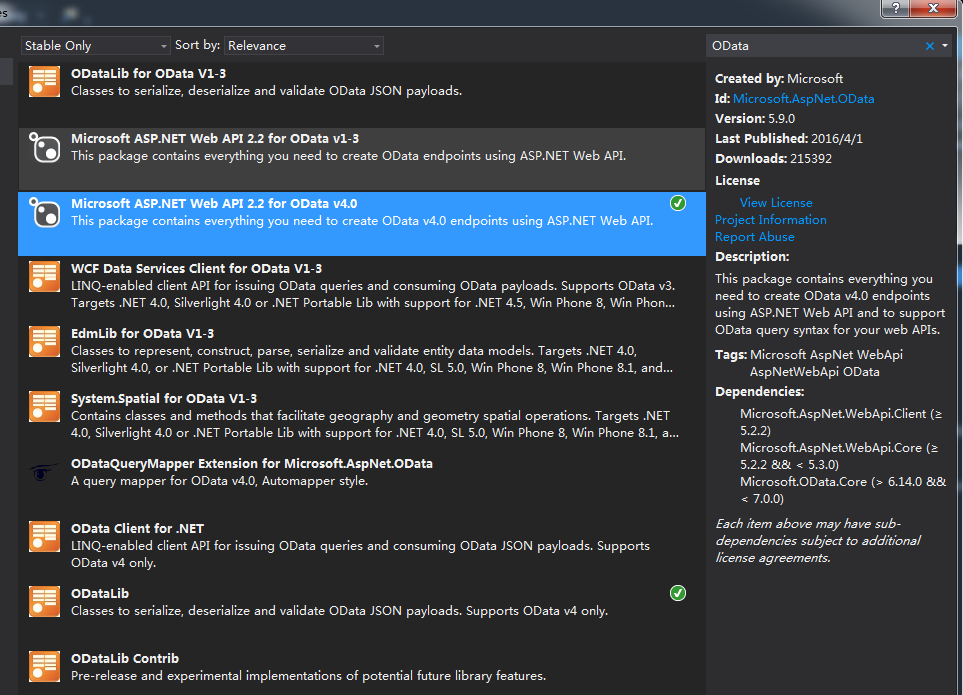 es
?
Stable Only
Sort by:
Relevance
OData
ODataLib for OData V1-3
Classes to serialize, deserialize and validate OData JSON payloads.
Microsoft ASP.NET Web API 2.2 for OData v1-3
This package contains everything you need to create OData endpoints using ASP.NET Web API.
Microsoft ASP.NET Web API 2.2 for OData v4.0
This package contains everything you need to create OData v4.0 endpoints using ASP.NET Web API.
WCF Data Services Client for OData V1-3
LINQ-enabled client API for issuing OData queries and consuming OData payloads. Supports OData v3.
Targets .NET 4.0, Silverlight 4.0 or .NET Portable Lib with support for .NET 4.5, Win Phone 8, Win Phon...
EdmLib for OData V1-3
Classes to represent, construct, parse, serialize and validate entity data models. Targets .NET 4.0,
Silverlight 4.0, or .NET Portable Lib with support for .NET 4.0, SL 5.0, Win Phone 8, Win Phone 8.1, and...
System.Spatial for OData V1-3
Contains classes and methods that facilitate geography and geometry spatial operations. Targets .NET
4.0, Silverlight 4.0 or .NET Portable Lib with support for .NET 4.0, SL 5.0, Win Phone 8, Win Phone 8.1, a...
ODataQueryMapper Extension for Microsoft.AspNet.OData
A query mapper for OData v4.0, Automapper style.
OData Client for .NET
LINQ-enabled client API for issuing OData queries and consuming OData JSON payloads. Supports
OData v4 only.
ODataLib
Classes to serialize, deserialize and validate OData JSON payloads. Supports OData v4 only.
ODataLib Contrib
Pre-release and experimental implementations of potential future library features.
Created by: Microsoft
Id: Microsoft.AspNet.OData
Version: 5.9.0
Last Published: 2016/4/1
Downloads: 215392
License
View License
Project Information
Report Abuse
Description:
This package contains everything you
need to create OData v4.0 endpoints
using ASP.NET Web API and to support
OData query syntax for your web APIs.
Tags: Microsoft AspNet WebApi
AspNetWebApi OData
Dependencies:
Microsoft.AspNet.WebApi.Client (≥
5.2.2)
Microsoft.AspNet.WebApi.Core (≥
5.2.2 && < 5.3.0)
Microsoft.OData.Core (> 6.14.0 &&
< 7.0.0)
Each item above may have sub-
dependencies subject to additional
license agreements.